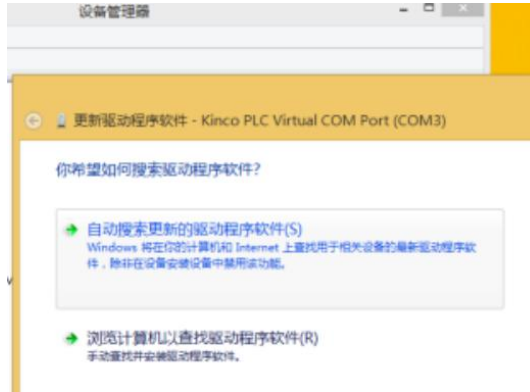 设备管理器
更新驱动程序软件 - Kinco PLC Virtual COM Port (COM3)
你希望如何搜索驱动程序软件?
自动搜索更新的驱动程序软件(S)
Windows 将在你的计算机和 Internet 上查找用于相关设备的最新驱动程序软
件，除非在设备安装设置中禁用该功能。
浏览计算机以查找驱动程序软件(R)
手动查找并安装驱动程序软件。